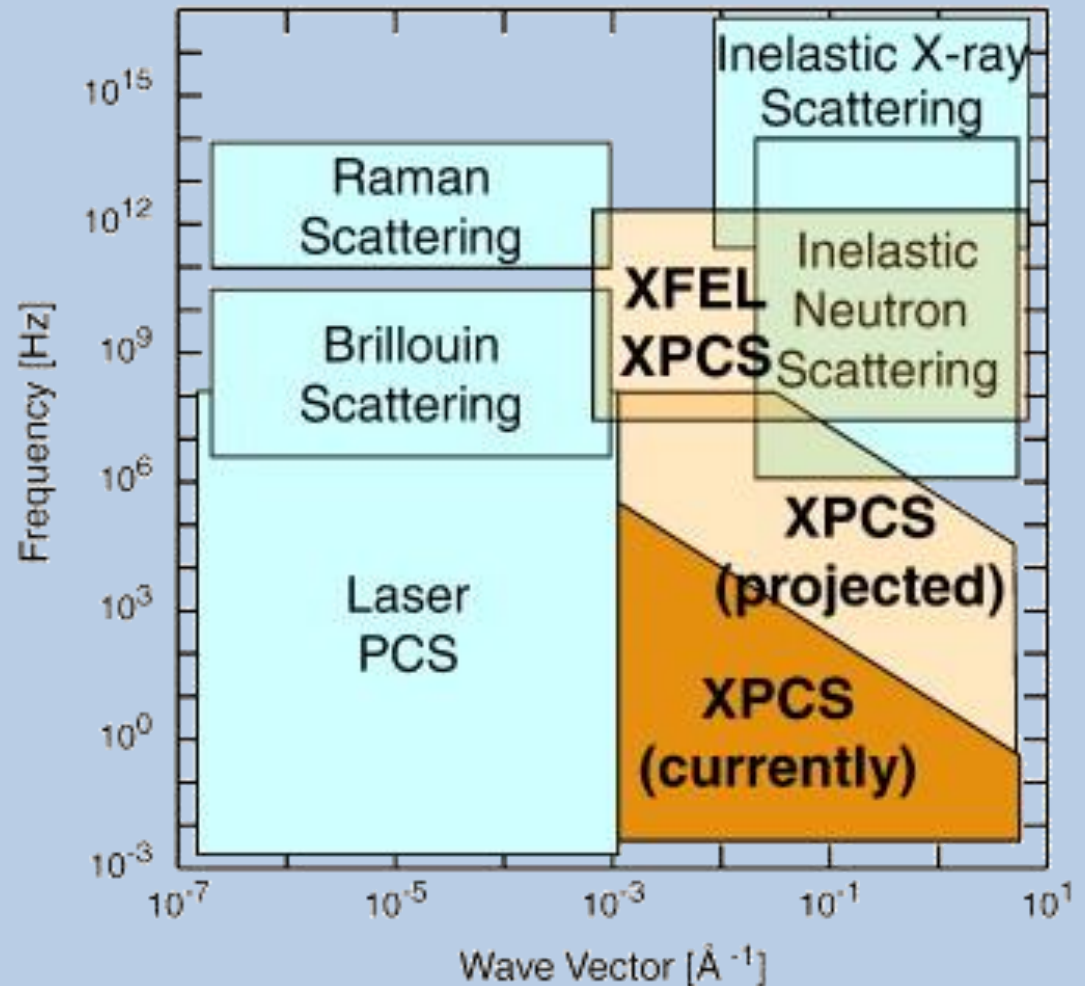 Inelastic X-ray
Scattering
Raman
Scattering
Inelastic
Neutron
Scattering
XFEL
XPCS
Brillouin
Scattering
XPCS
(projected)
Laser
PCS
XPCS
(currently)
Frequency [Hz]
10¹⁵
10¹²
10⁹
10⁶
10³
10⁰
10⁻³
10⁻⁷ 10⁻⁵ 10⁻³ 10⁻¹ 10¹
Wave Vector [Å⁻¹]